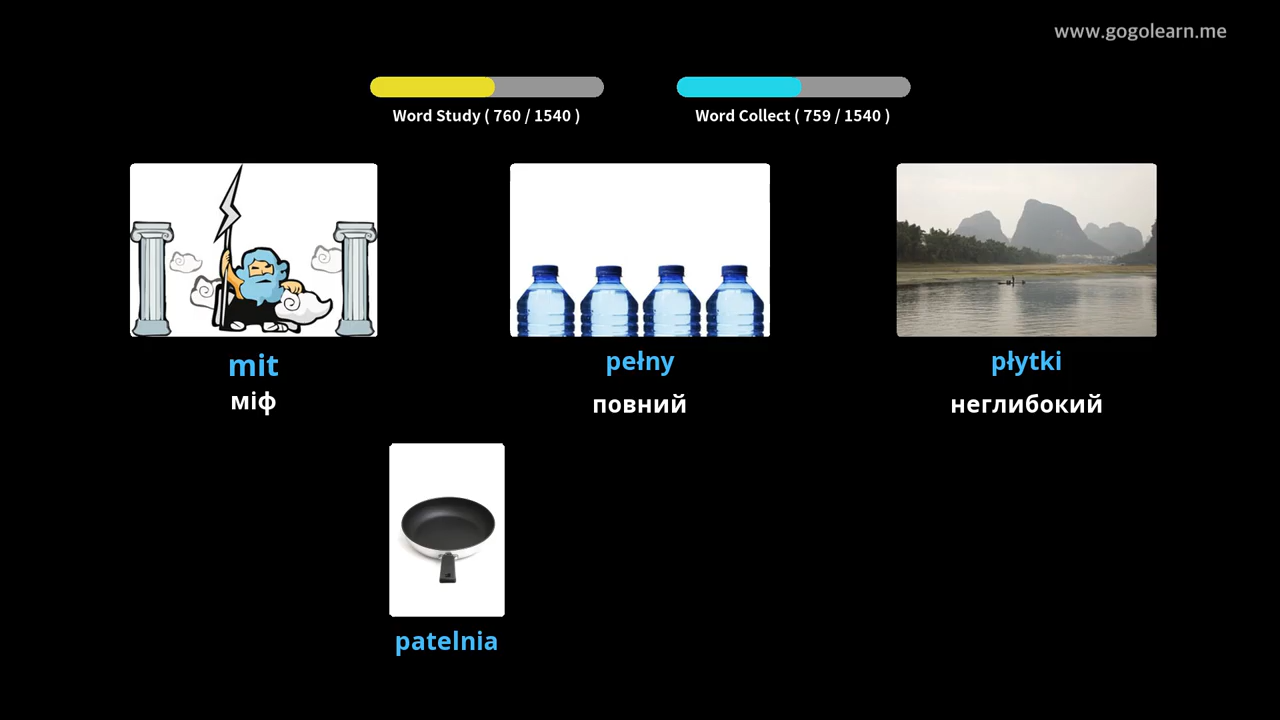 www.gogolearn.me
Word Study ( 760 / 1540 )
Word Collect ( 759 / 1540 )
mit
міф
pełny
повний
płytki
неглибокий
patelnia